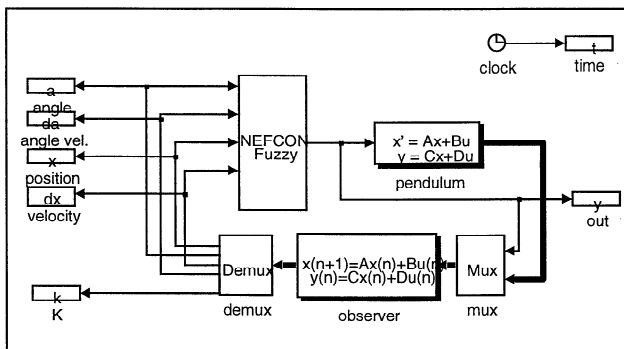 t
clock
time
a
angle
da
angle vel.
x
position
dx
velocity
NEFCON
Fuzzy
x' = Ax+Bu
y = Cx+Du
pendulum
y
out
Demux
demux
x(n+1)=Ax(n)+Bu(n)
y(n)=Cx(n)+Du(n)
observer
Mux
mux
k
K